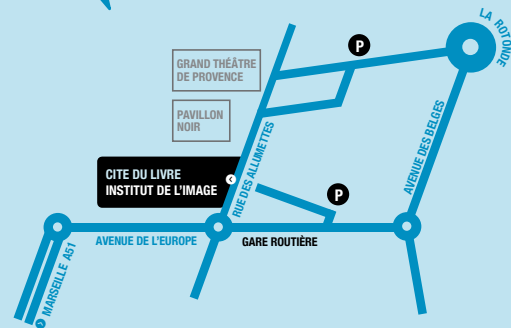 LA ROTONDE
P
GRAND THÉÂTRE
DE PROVENCE
PAVILLON
NOIR
RUE DES ALLUMETTES
AVENUE DES BELGES
CITE DU LIVRE
INSTITUT DE L'IMAGE
P
AVENUE DE L'EUROPE
GARE ROUTIÈRE
MARSEILLE A51